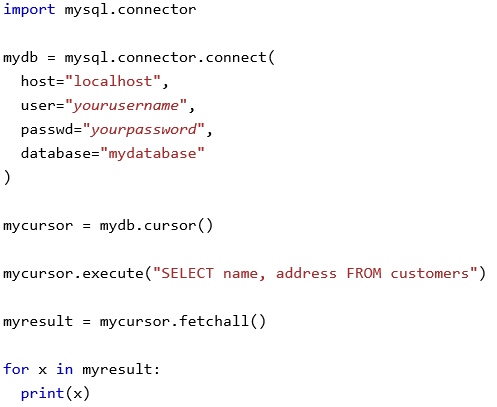 import mysql.connector

mydb = mysql.connector.connect(
  host="localhost",
  user="yourusername",
  passwd="yourpassword",
  database="mydatabase"
)

mycursor = mydb.cursor()

mycursor.execute("SELECT name, address FROM customers")

myresult = mycursor.fetchall()

for x in myresult:
  print(x)